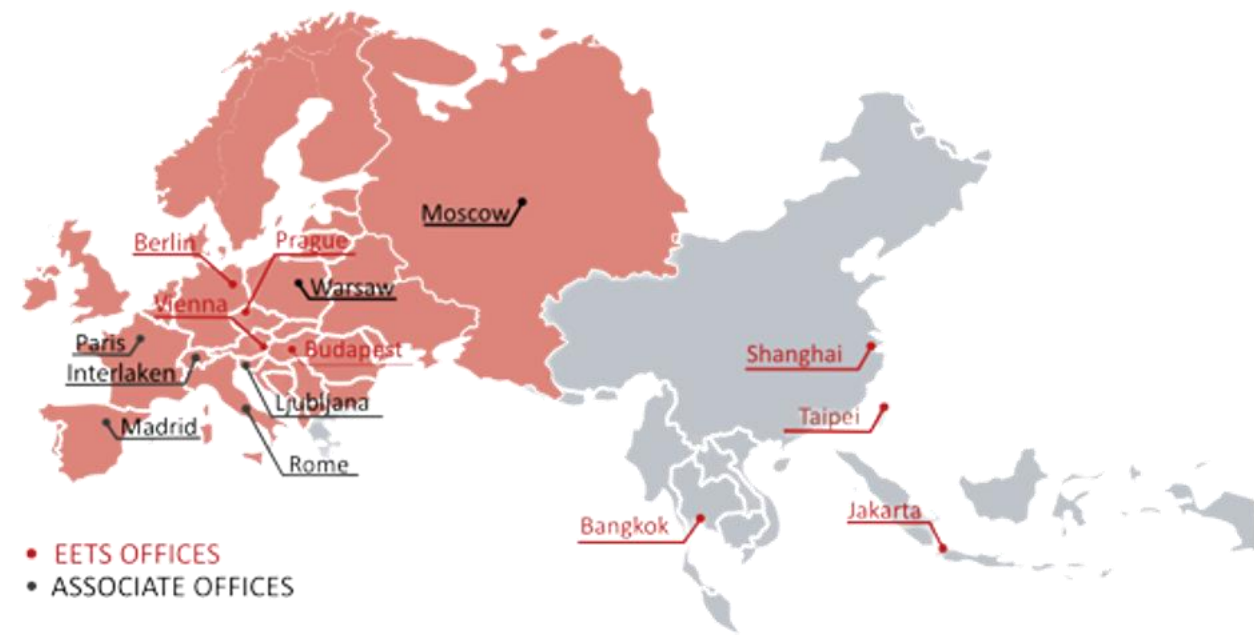 Moscow
Berlin
Prague
Warsaw
Vienna
Paris
Budapest
Interlaken
Ljubljana
Madrid
Rome
Shanghai
Taipei
Jakarta
Bangkok
EETS OFFICES
ASSOCIATE OFFICES